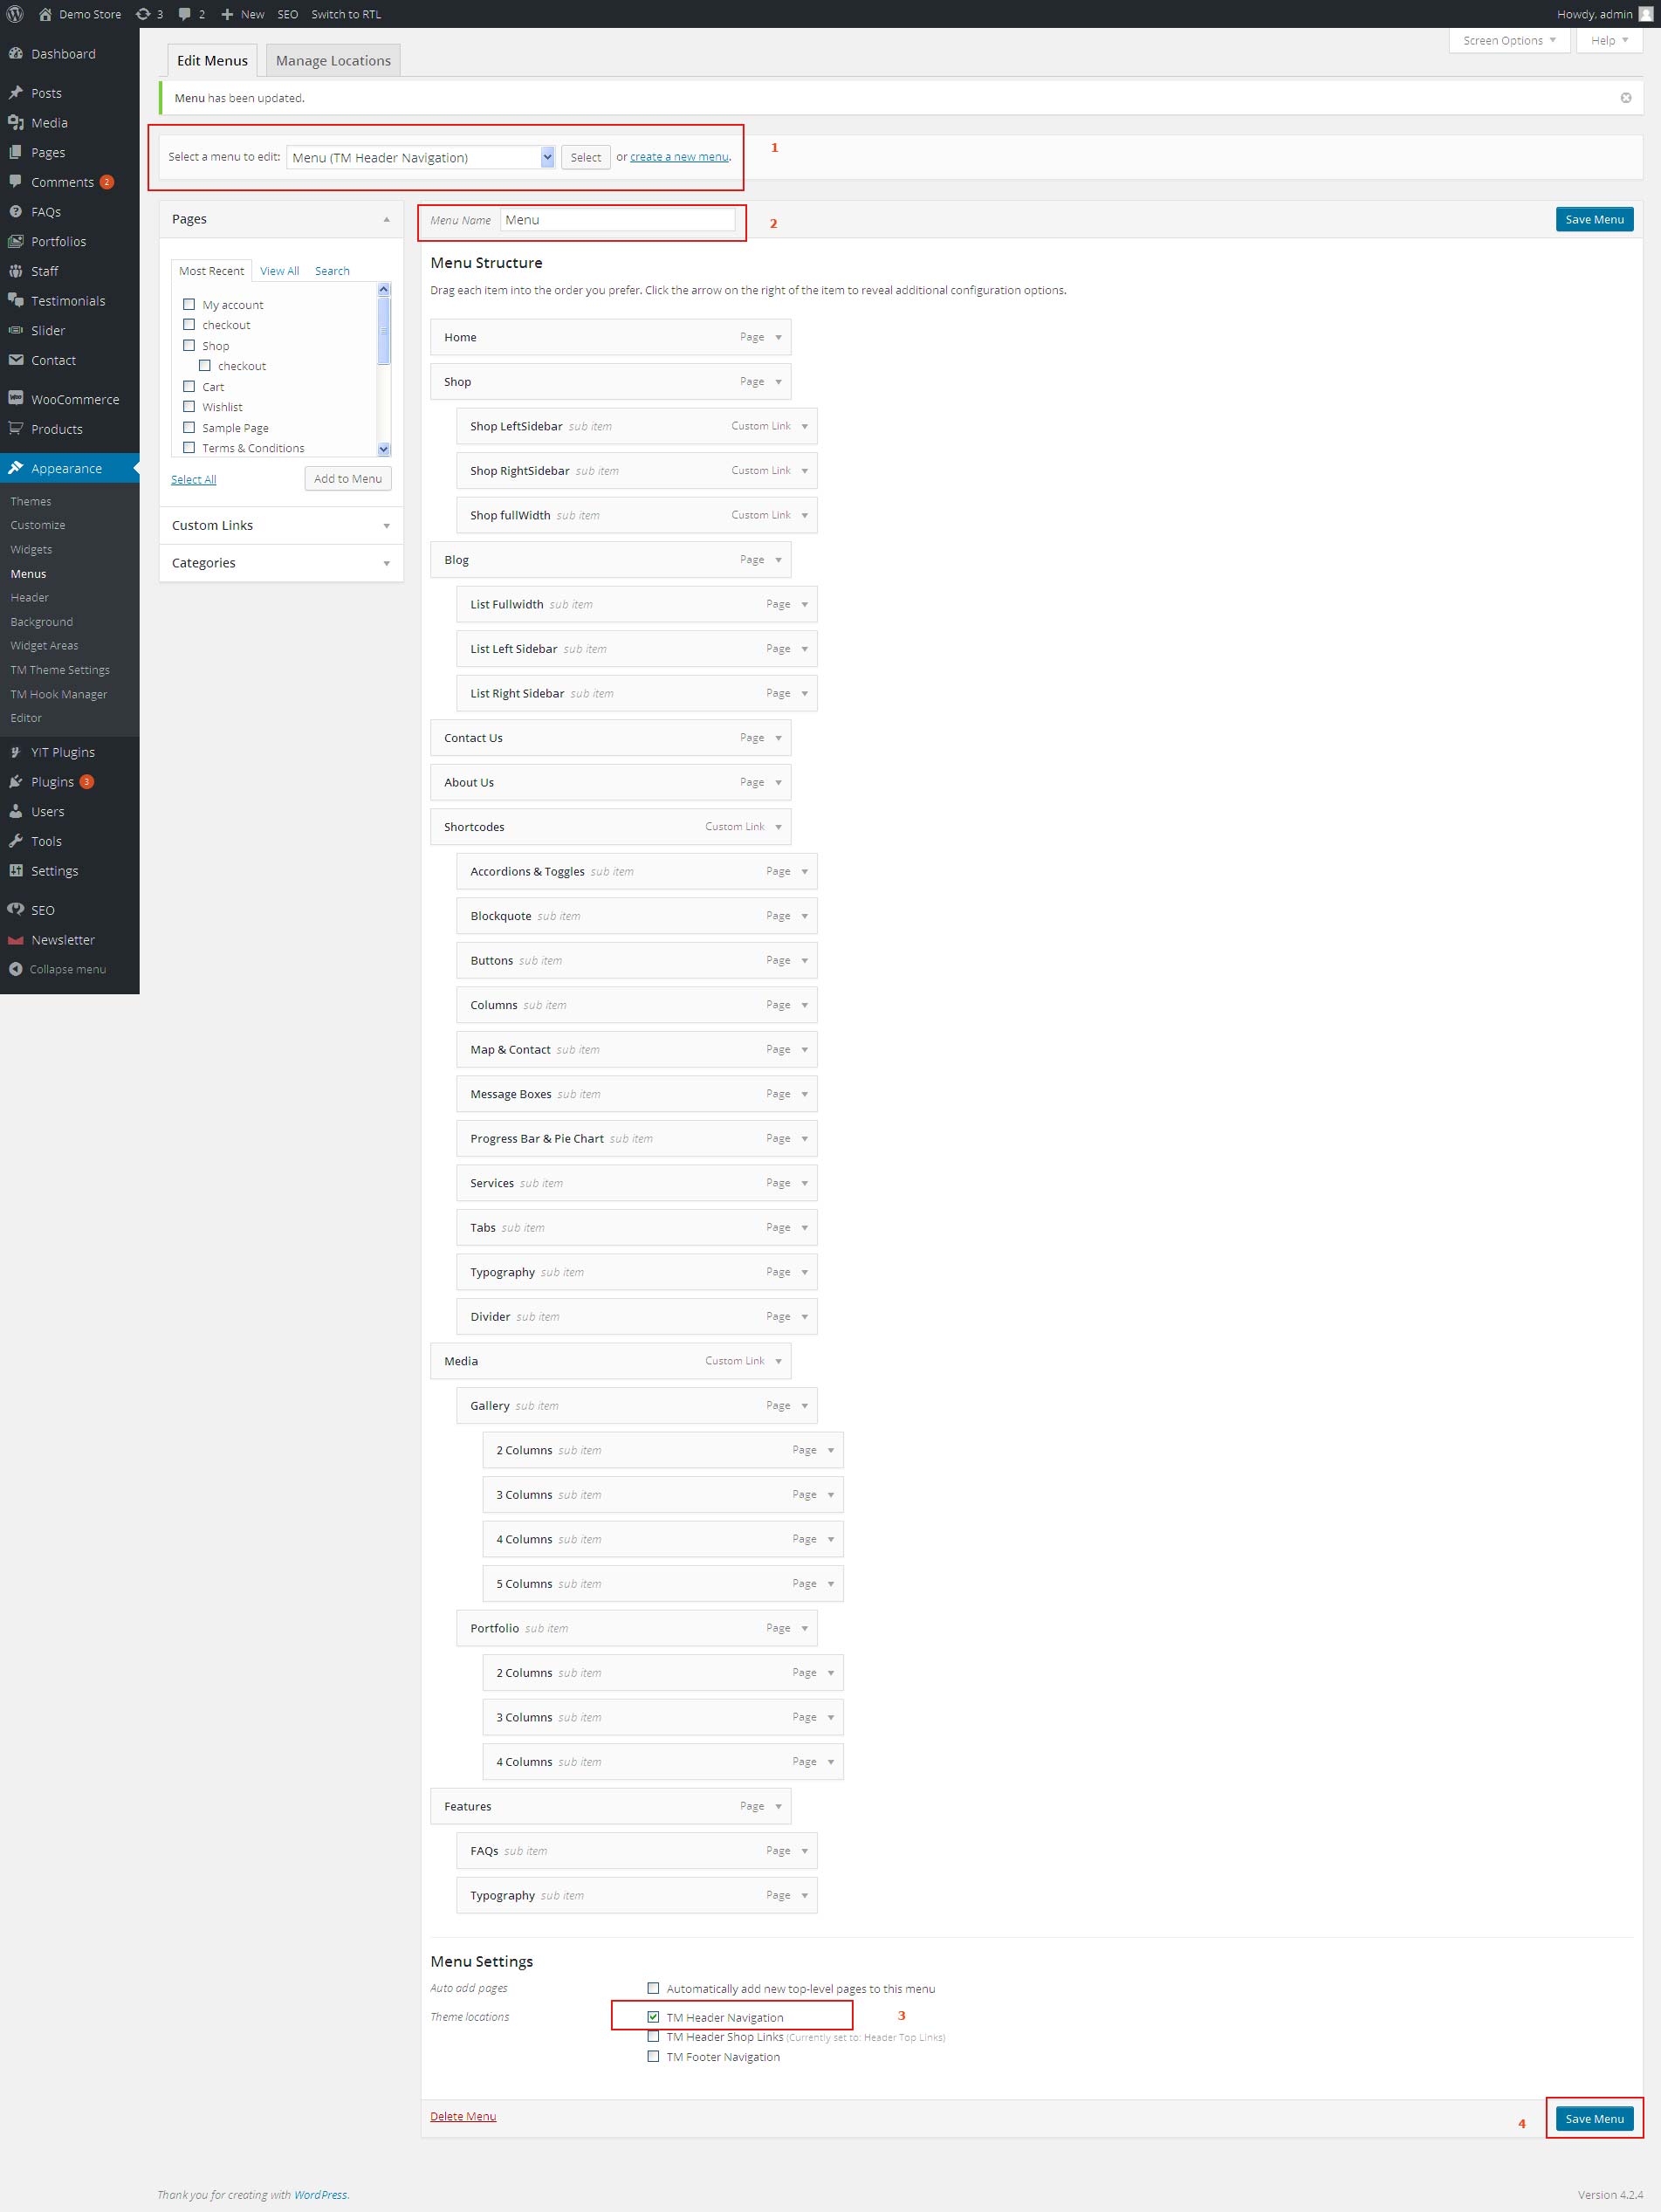 Demo Store 3 2 New SEO Switch to RTL Howdy, admin
Screen Options Help
Edit Menus Manage Locations
Menu has been updated.
Select a menu to edit: Menu (TM Header Navigation) Select or create a new menu. 1
Dashboard
Posts
Media
Pages
Comments 2
FAQs
Portfolios
Staff
Testimonials
Slider
Contact
WooCommerce
Products
Appearance
Themes
Customize
Widgets
Menus
Header
Background
Widget Areas
TM Theme Settings
TM Hook Manager
Editor
YIT Plugins
Plugins 3
Users
Tools
Settings
SEO
Newsletter
Collapse menu
Pages
Most Recent View All Search
My account
checkout
Shop
checkout
Cart
Wishlist
Sample Page
Terms & Conditions
Select All Add to Menu
Custom Links
Categories
Menu Name Menu 2 Save Menu
Menu Structure
Drag each item into the order you prefer. Click the arrow on the right of the item to reveal additional configuration options.
Home Page
Shop Page
Shop LeftSidebar sub item Custom Link
Shop RightSidebar sub item Custom Link
Shop fullWidth sub item Custom Link
Blog Page
List Fullwidth sub item Page
List Left Sidebar sub item Page
List Right Sidebar sub item Page
Contact Us Page
About Us Page
Shortcodes Custom Link
Accordions & Toggles sub item Page
Blockquote sub item Page
Buttons sub item Page
Columns sub item Page
Map & Contact sub item Page
Message Boxes sub item Page
Progress Bar & Pie Chart sub item Page
Services sub item Page
Tabs sub item Page
Typography sub item Page
Divider sub item Page
Media Custom Link
Gallery sub item Page
2 Columns sub item Page
3 Columns sub item Page
4 Columns sub item Page
5 Columns sub item Page
Portfolio sub item Page
2 Columns sub item Page
3 Columns sub item Page
4 Columns sub item Page
Features Page
FAQs sub item Page
Typography sub item Page
Menu Settings
Auto add pages Automatically add new top-level pages to this menu
Theme locations TM Header Navigation 3
TM Header Shop Links (Currently set to: Header Top Links)
TM Footer Navigation
Delete Menu 4 Save Menu
Thank you for creating with WordPress. Version 4.2.4